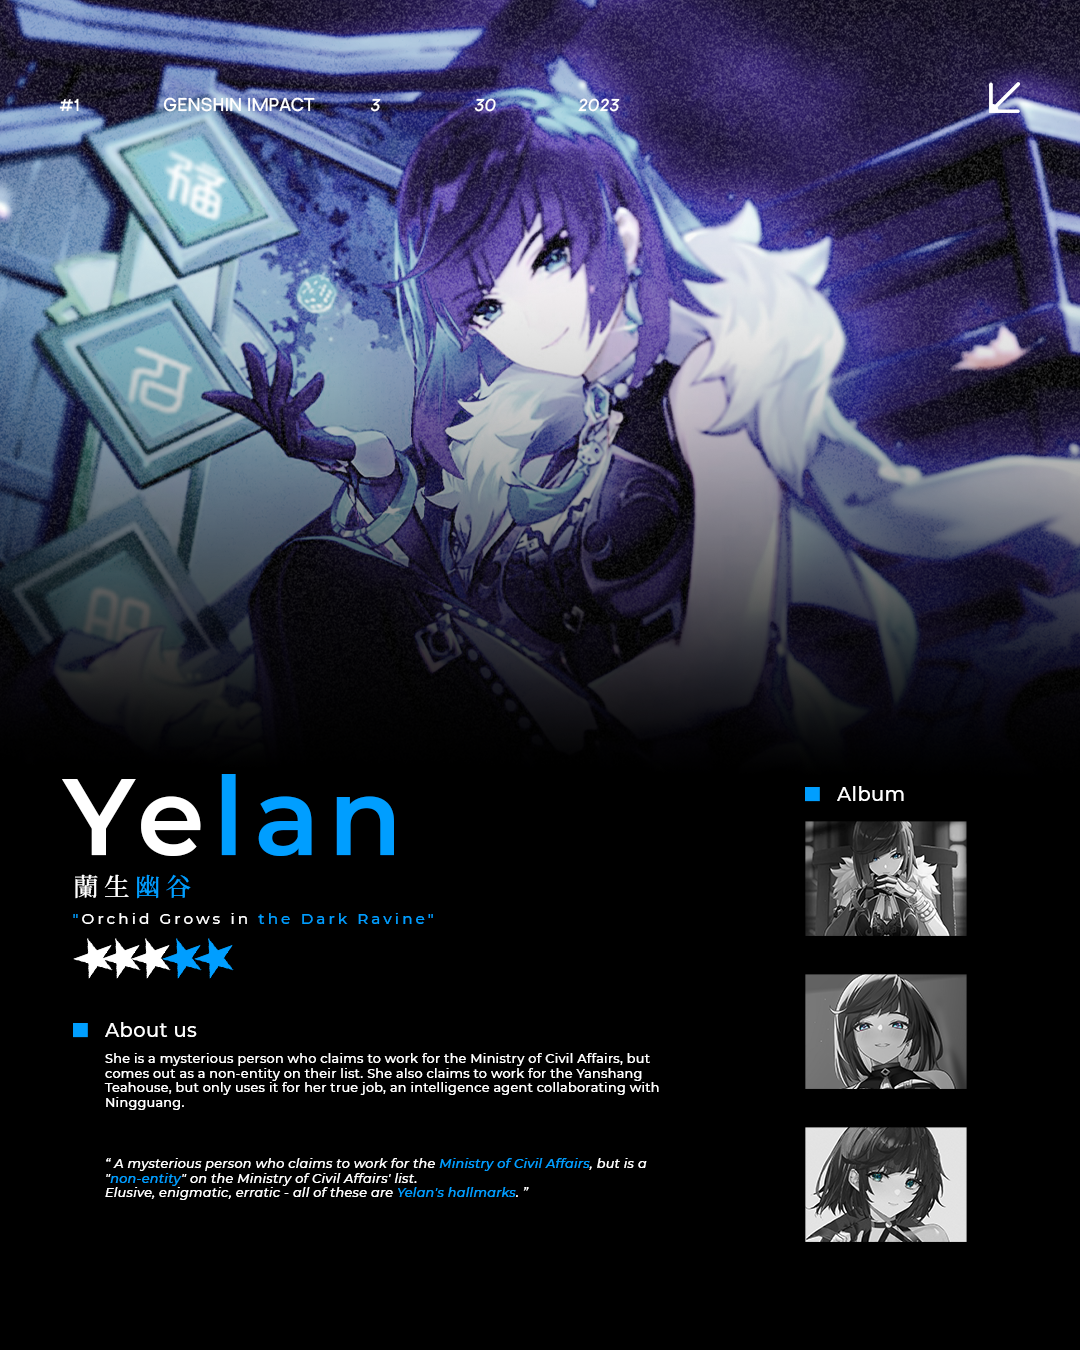 #1 GENSHIN IMPACT 3 30 2023
福
召
Yelan
蘭生幽谷
"Orchid Grows in the Dark Ravine"
Album
About us
She is a mysterious person who claims to work for the Ministry of Civil Affairs, but
comes out as a non-entity on their list. She also claims to work for the Yanshang
Teahouse, but only uses it for her true job, an intelligence agent collaborating with
Ningguang.
“ A mysterious person who claims to work for the Ministry of Civil Affairs, but is a
"non-entity" on the Ministry of Civil Affairs' list.
Elusive, enigmatic, erratic - all of these are Yelan's hallmarks. ”